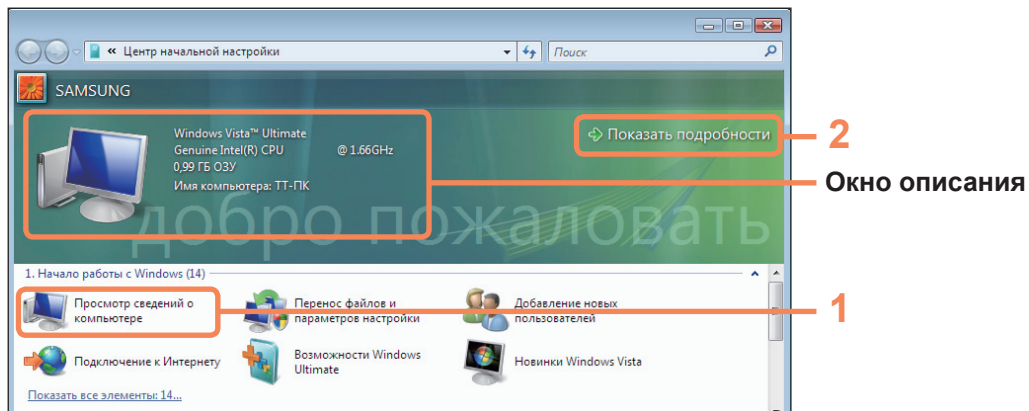 « Центр начальной настройки
Поиск
SAMSUNG
Windows Vista™ Ultimate
Genuine Intel(R) CPU @ 1.66GHz
0,99 ГБ ОЗУ
Имя компьютера: ТТ-ПК
Показать подробности
2
Окно описания
добро пожаловать
1. Начало работы с Windows (14)
Просмотр сведений о
компьютере
Перенос файлов и
параметров настройки
Добавление новых
пользователей
1
Подключение к Интернету
Возможности Windows
Ultimate
Новинки Windows Vista
Показать все элементы: 14...